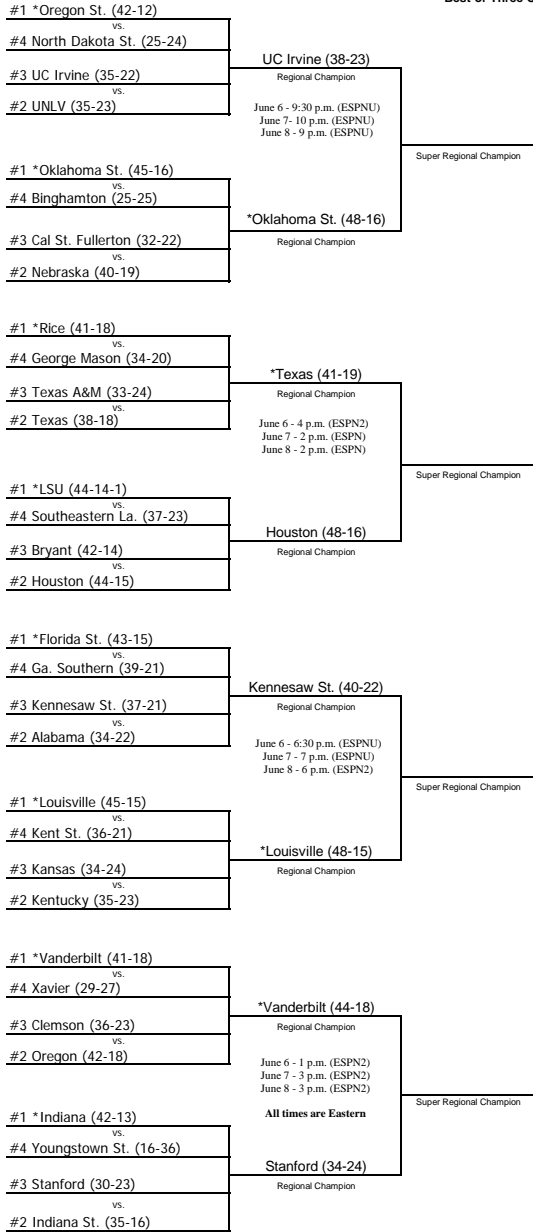 Best of Three S
#1 *Oregon St. (42-12)
vs.
#4 North Dakota St. (25-24)
#3 UC Irvine (35-22)
vs.
#2 UNLV (35-23)
UC Irvine (38-23)
Regional Champion
June 6 - 9:30 p.m. (ESPNU)
June 7- 10 p.m. (ESPNU)
June 8 - 9 p.m. (ESPNU)
Super Regional Champion
#1 *Oklahoma St. (45-16)
vs.
#4 Binghamton (25-25)
#3 Cal St. Fullerton (32-22)
vs.
#2 Nebraska (40-19)
*Oklahoma St. (48-16)
Regional Champion
#1 *Rice (41-18)
vs.
#4 George Mason (34-20)
#3 Texas A&M (33-24)
vs.
#2 Texas (38-18)
*Texas (41-19)
Regional Champion
June 6 - 4 p.m. (ESPN2)
June 7 - 2 p.m. (ESPN)
June 8 - 2 p.m. (ESPN)
Super Regional Champion
#1 *LSU (44-14-1)
vs.
#4 Southeastern La. (37-23)
#3 Bryant (42-14)
vs.
#2 Houston (44-15)
Houston (48-16)
Regional Champion
#1 *Florida St. (43-15)
vs.
#4 Ga. Southern (39-21)
#3 Kennesaw St. (37-21)
vs.
#2 Alabama (34-22)
Kennesaw St. (40-22)
Regional Champion
June 6 - 6:30 p.m. (ESPNU)
June 7 - 7 p.m. (ESPNU)
June 8 - 6 p.m. (ESPN2)
Super Regional Champion
#1 *Louisville (45-15)
vs.
#4 Kent St. (36-21)
#3 Kansas (34-24)
vs.
#2 Kentucky (35-23)
*Louisville (48-15)
Regional Champion
#1 *Vanderbilt (41-18)
vs.
#4 Xavier (29-27)
#3 Clemson (36-23)
vs.
#2 Oregon (42-18)
*Vanderbilt (44-18)
Regional Champion
June 6 - 1 p.m. (ESPN2)
June 7 - 3 p.m. (ESPN2)
June 8 - 3 p.m. (ESPN2)
All times are Eastern
Super Regional Champion
#1 *Indiana (42-13)
vs.
#4 Youngstown St. (16-36)
#3 Stanford (30-23)
vs.
#2 Indiana St. (35-16)
Stanford (34-24)
Regional Champion